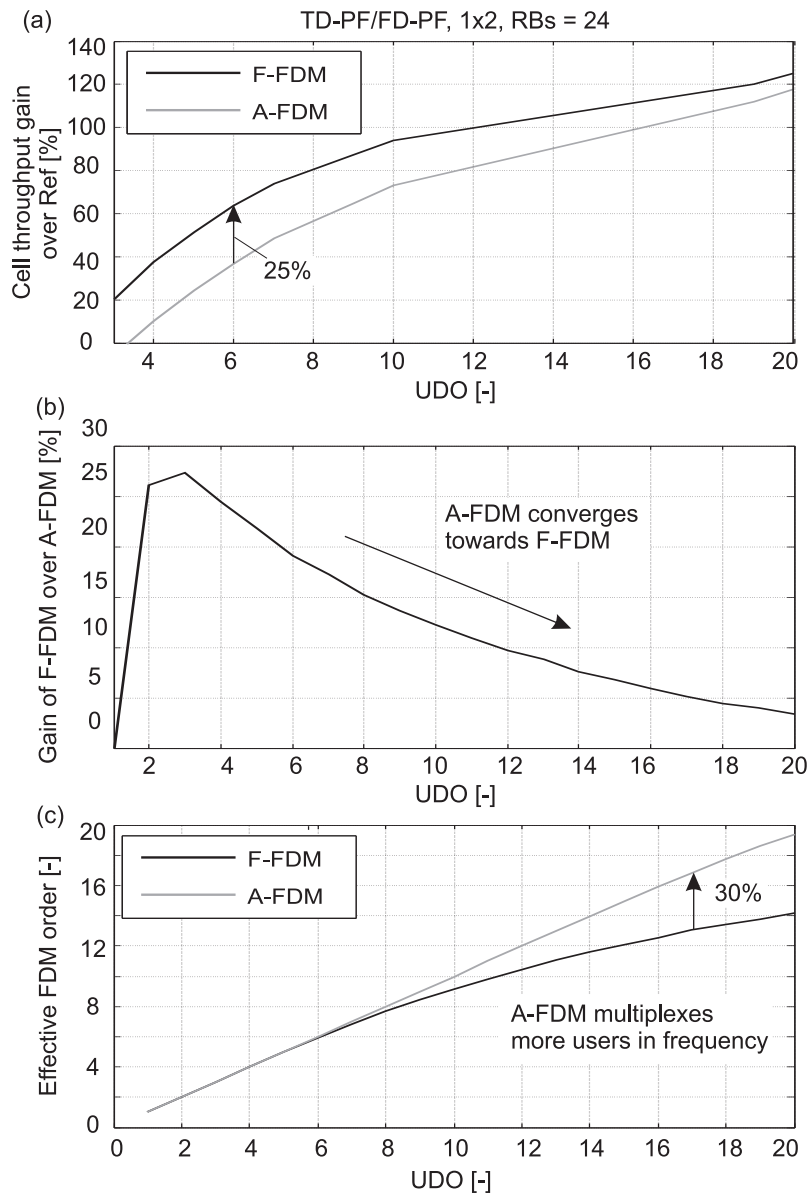 TD-PF/FD-PF, 1x2, RBs = 24
(a)
Cell throughput gain
over Ref [%]
140
120
100
80
60
40
20
0
F-FDM
A-FDM
25%
4 6 8 10 12 14 16 18 20
UDO [-]
(b)
Gain of F-FDM over A-FDM [%]
30
25
20
15
10
5
0
A-FDM converges
towards F-FDM
2 4 6 8 10 12 14 16 18 20
UDO [-]
(c)
Effective FDM order [-]
20
16
12
8
4
0
F-FDM
A-FDM
30%
A-FDM multiplexes
more users in frequency
0 2 4 6 8 10 12 14 16 18 20
UDO [-]